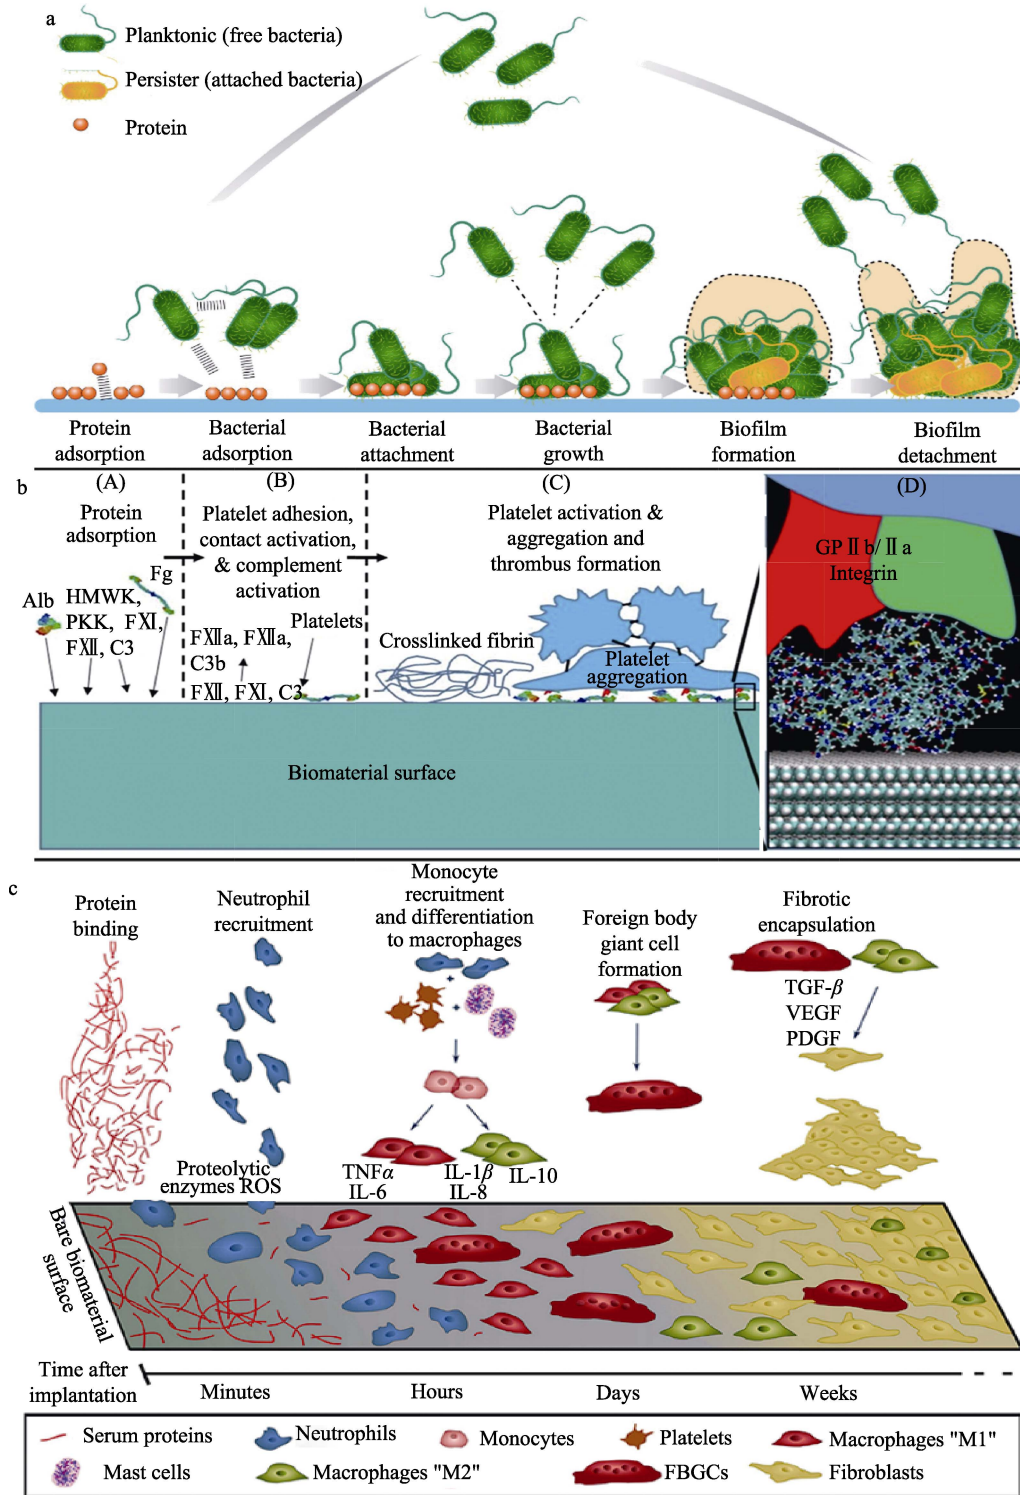 a
Planktonic (free bacteria)
Persister (attached bacteria)
Protein
Protein
adsorption
Bacterial
adsorption
Bacterial
attachment
Bacterial
growth
Biofilm
formation
Biofilm
detachment
b
(A)
(B)
(C)
(D)
Protein
adsorption
Fg
Alb
HMWK,
PKK, FⅪ,
FⅫ, C3
Platelet adhesion,
contact activation,
& complement
activation
Platelets
FⅫa, FⅫa,
C3b
FⅫ, FⅪ, C3
Platelet activation &
aggregation and
thrombus formation
Crosslinked fibrin
Platelet
aggregation
Biomaterial surface
GP Ⅱb/Ⅱa
Integrin
c
Protein
binding
Neutrophil
recruitment
Monocyte
recruitment
and differentiation
to macrophages
Foreign body
giant cell
formation
Fibrotic
encapsulation
TGF-β
VEGF
PDGF
+
+
Proteolytic
enzymes ROS
TNFα
IL-6
IL-1β
IL-8
IL-10
Bare biomaterial
surface
Time after
implantation
Minutes
Hours
Days
Weeks
Serum proteins
Neutrophils
Monocytes
Platelets
Macrophages "M1"
Mast cells
Macrophages "M2"
FBGCs
Fibroblasts